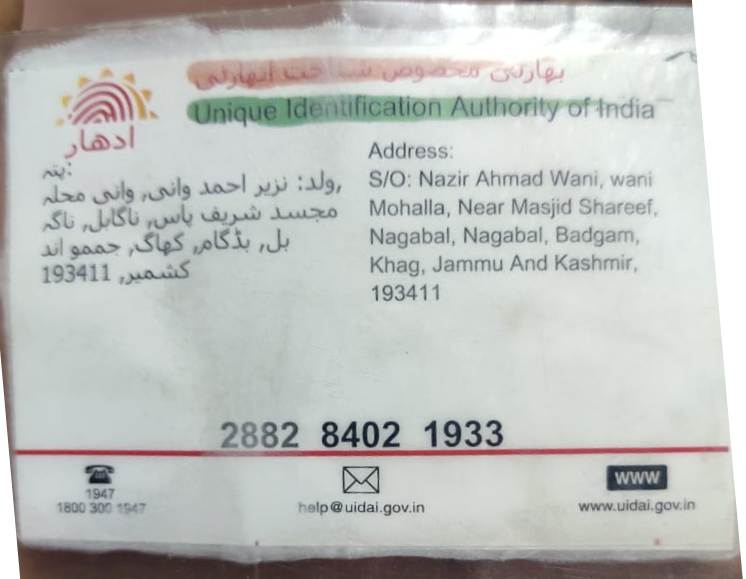 بھارتی مخصوص شناخت اتھارٹی
Unique Identification Authority of India
ادھار
پتہ:
ولد: نزیر احمد وانی, وانی محلہ,
مجسد شریف پاس, ناگابل, ناگہ
بل, بڈگام, کھاگ, جممو اند
کشمیر, 193411
Address:
S/O: Nazir Ahmad Wani, wani
Mohalla, Near Masjid Shareef,
Nagabal, Nagabal, Badgam,
Khag, Jammu And Kashmir,
193411
2882 8402 1933
1947
1800 300 1947
help@uidai.gov.in
WWW
www.uidai.gov.in